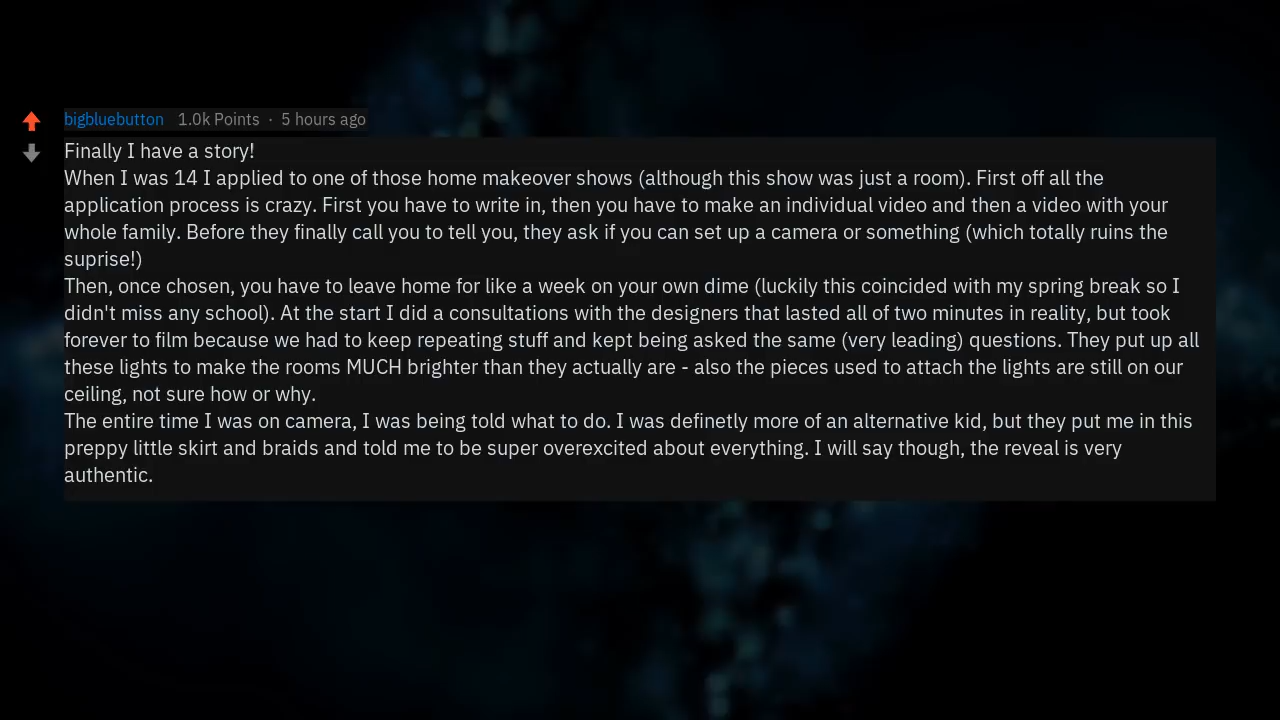 bigbluebutton 1.0k Points · 5 hours ago
Finally I have a story!
When I was 14 I applied to one of those home makeover shows (although this show was just a room). First off all the
application process is crazy. First you have to write in, then you have to make an individual video and then a video with your
whole family. Before they finally call you to tell you, they ask if you can set up a camera or something (which totally ruins the
suprise!)
Then, once chosen, you have to leave home for like a week on your own dime (luckily this coincided with my spring break so I
didn't miss any school). At the start I did a consultations with the designers that lasted all of two minutes in reality, but took
forever to film because we had to keep repeating stuff and kept being asked the same (very leading) questions. They put up all
these lights to make the rooms MUCH brighter than they actually are - also the pieces used to attach the lights are still on our
ceiling, not sure how or why.
The entire time I was on camera, I was being told what to do. I was definetly more of an alternative kid, but they put me in this
preppy little skirt and braids and told me to be super overexcited about everything. I will say though, the reveal is very
authentic.